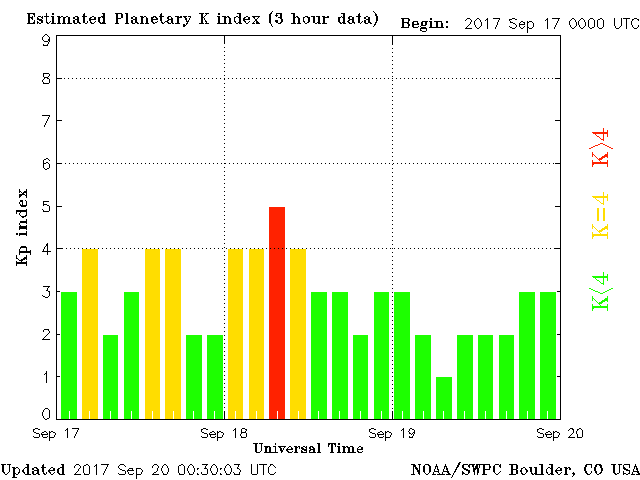 Estimated Planetary K index (3 hour data)
Begin: 2017 Sep 17 0000 UTC
9
8
7
6
5
4
3
2
1
0
Kp index
K>4
K=4
K<4
Sep 17
Sep 18
Sep 19
Sep 20
Universal Time
Updated 2017 Sep 20 00:30:03 UTC
NOAA/SWPC Boulder, CO USA